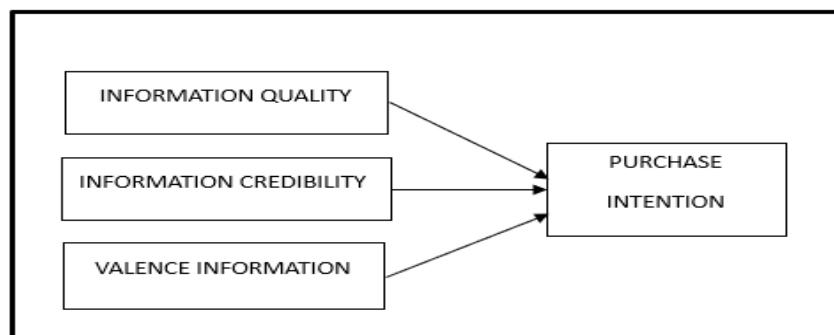 INFORMATION QUALITY
INFORMATION CREDIBILITY
VALENCE INFORMATION
PURCHASE
INTENTION